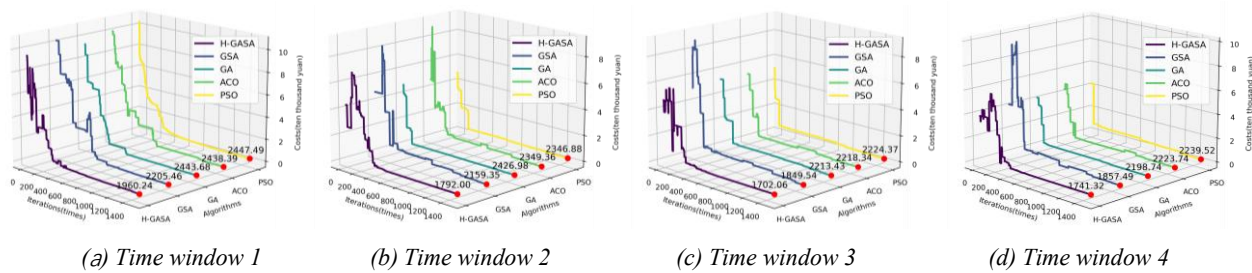 H-GASA
GSA
GA
ACO
PSO
10
8
6
4
2
0
Costs(ten thousand yuan)
2447.49
2438.39
2443.68
2205.46
1960.24
0
200
400
600
800
1000
1200
1400
Iterations(times)
H-GASA
GSA
GA
ACO
PSO
Algorithms
(a) Time window 1
H-GASA
GSA
GA
ACO
PSO
8
6
4
2
0
Costs(ten thousand yuan)
2346.88
2349.36
2426.98
2159.35
1792.00
0
200
400
600
800
1000
1200
1400
Iterations(times)
H-GASA
GSA
GA
ACO
PSO
Algorithms
(b) Time window 2
H-GASA
GSA
GA
ACO
PSO
8
6
4
2
0
Costs(ten thousand yuan)
2224.37
2218.34
2213.43
1849.54
1702.06
0
200
400
600
800
1000
1200
1400
Iterations(times)
H-GASA
GSA
GA
ACO
PSO
Algorithms
(c) Time window 3
H-GASA
GSA
GA
ACO
PSO
10
8
6
4
2
0
Costs(ten thousand yuan)
2239.52
2223.74
2198.74
1857.49
1741.32
0
200
400
600
800
1000
1200
1400
Iterations(times)
H-GASA
GSA
GA
ACO
PSO
Algorithms
(d) Time window 4